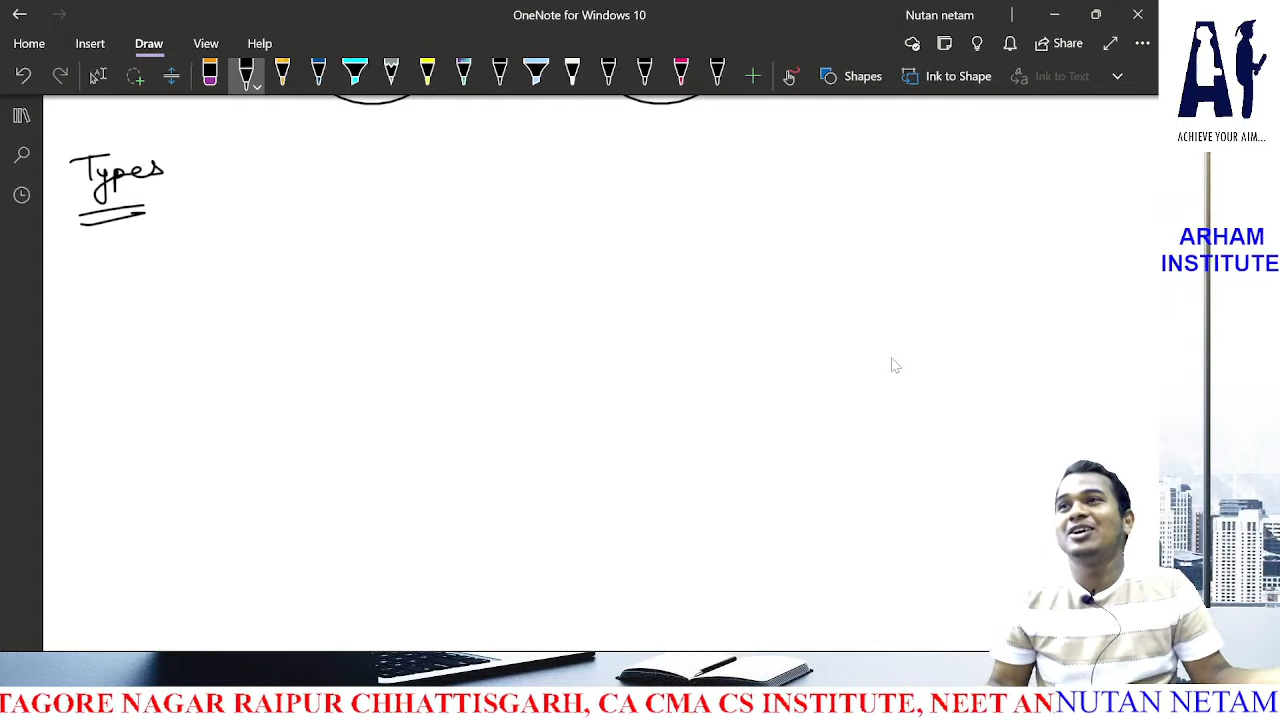 OneNote for Windows 10
Nutan netam
Home Insert Draw View Help
Share
Shapes
Ink to Shape
Ink to Text
Types
ACHIEVE YOUR AIM...
ARHAM
INSTITUTE
TAGORE NAGAR RAIPUR CHHATTISGARH, CA CMA CS INSTITUTE, NEET AN
NUTAN NETAM